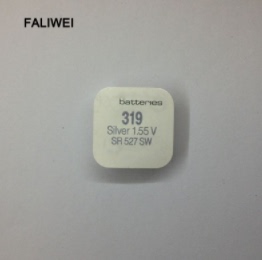 FALIWEI
batteries
319
Silver 1.55 V
SR 527 SW